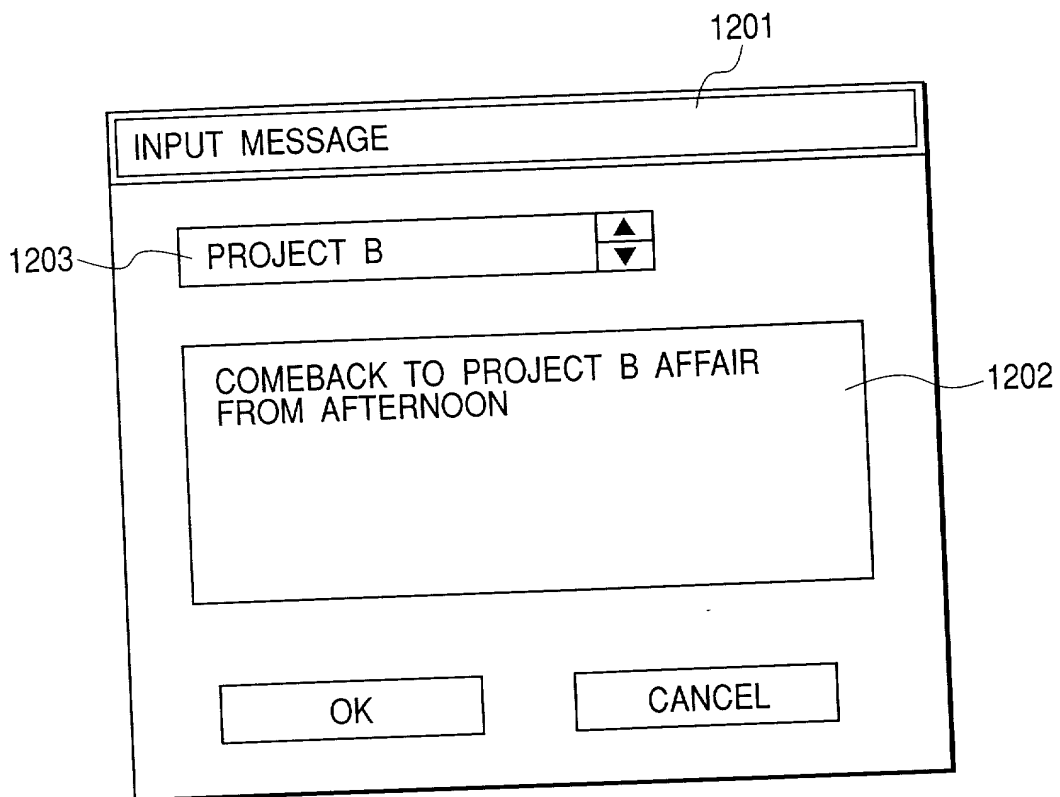 1201
INPUT MESSAGE
1203
PROJECT B
COMEBACK TO PROJECT B AFFAIR
FROM AFTERNOON
1202
OK
CANCEL